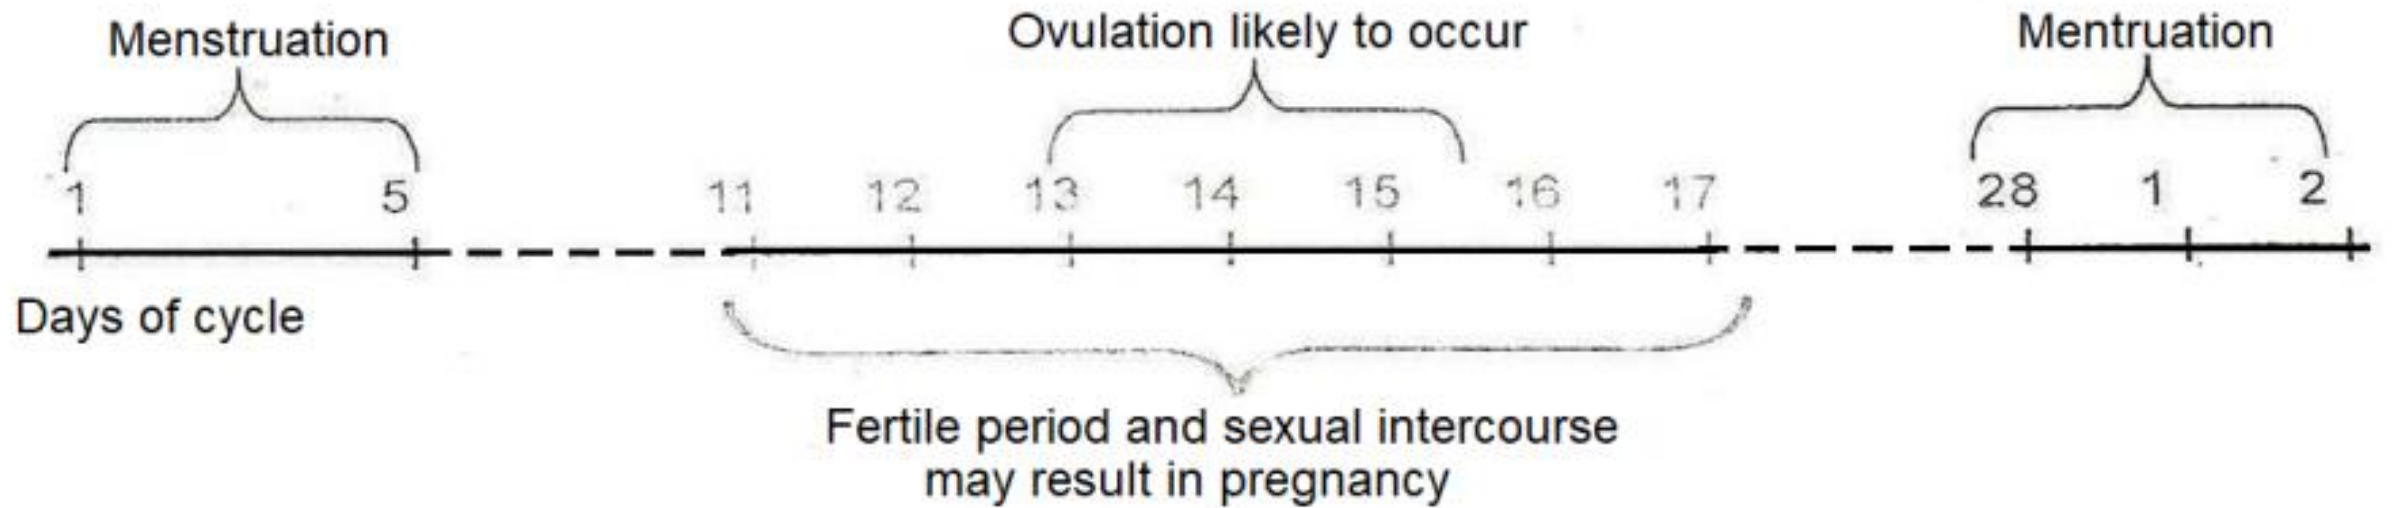 Menstruation
Ovulation likely to occur
Mentruation
1 5 11 12 13 14 15 16 17 28 1 2
Days of cycle
Fertile period and sexual intercourse
may result in pregnancy